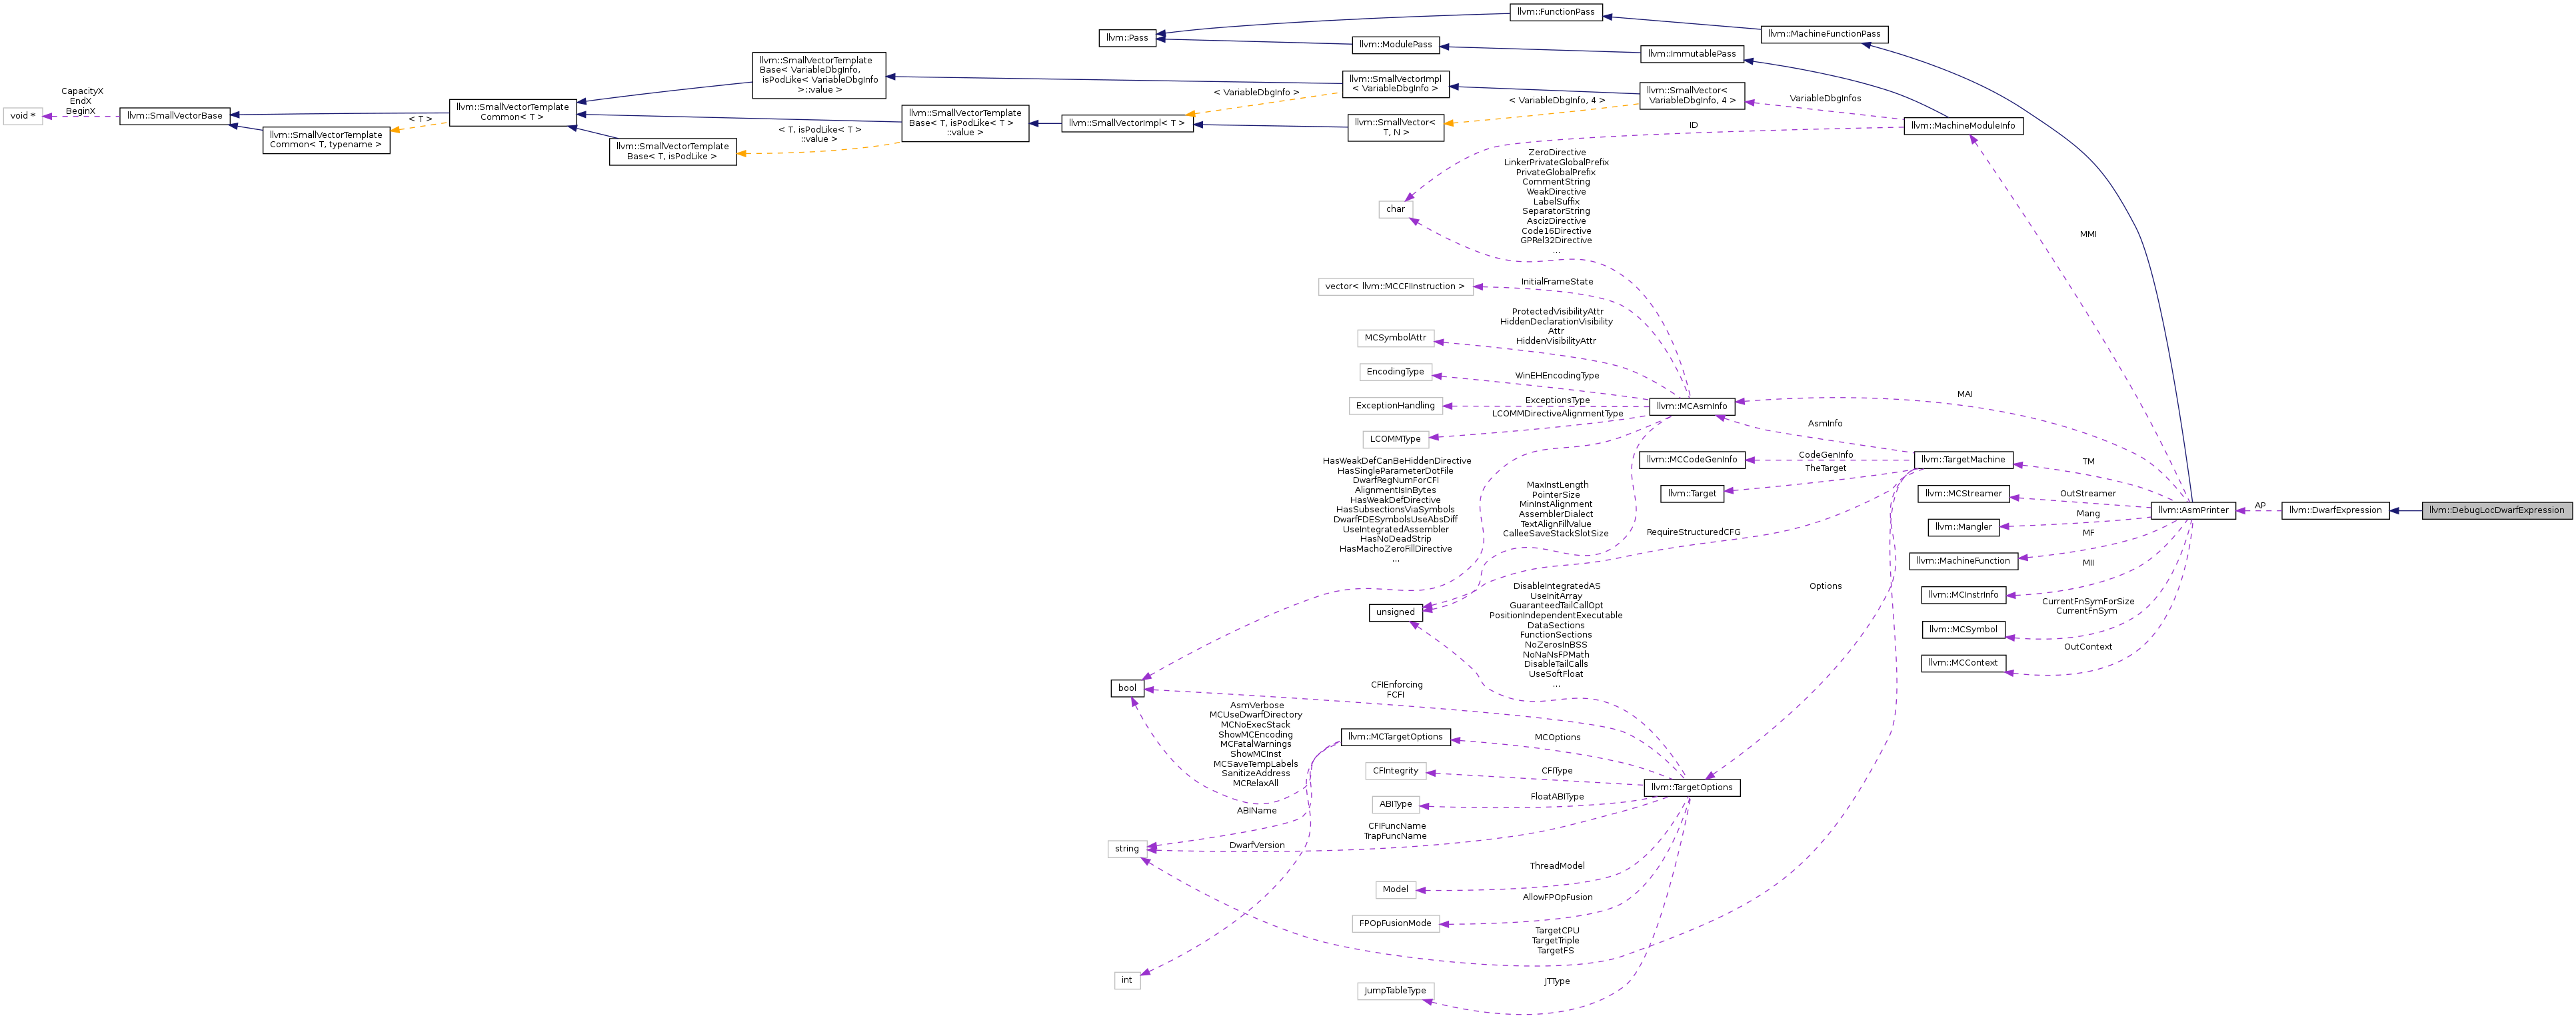 llvm::FunctionPass
llvm::Pass
llvm::MachineFunctionPass
llvm::ModulePass
llvm::ImmutablePass
llvm::SmallVectorTemplate
Base< VariableDbgInfo,
isPodLike< VariableDbgInfo
>::value >
llvm::SmallVectorImpl
< VariableDbgInfo >
< VariableDbgInfo >
llvm::SmallVector<
VariableDbgInfo, 4 >
< VariableDbgInfo, 4 >
VariableDbgInfos
CapacityX
EndX
BeginX
void *
llvm::SmallVectorBase
llvm::SmallVectorTemplate
Common< T >
< T >
llvm::SmallVectorTemplate
Common< T, typename >
llvm::SmallVectorTemplate
Base< T, isPodLike< T >
::value >
< T, isPodLike< T >
::value >
llvm::SmallVectorTemplate
Base< T, isPodLike >
llvm::SmallVectorImpl< T >
llvm::SmallVector<
T, N >
ID
llvm::MachineModuleInfo
ZeroDirective
LinkerPrivateGlobalPrefix
PrivateGlobalPrefix
CommentString
WeakDirective
LabelSuffix
SeparatorString
AscizDirective
Code16Directive
GPRel32Directive
...
char
MMI
vector< llvm::MCCFIInstruction >
InitialFrameState
ProtectedVisibilityAttr
HiddenDeclarationVisibility
Attr
HiddenVisibilityAttr
MCSymbolAttr
EncodingType
WinEHEncodingType
ExceptionHandling
ExceptionsType
LCOMMDirectiveAlignmentType
LCOMMType
llvm::MCAsmInfo
MAI
AsmInfo
HasWeakDefCanBeHiddenDirective
HasSingleParameterDotFile
DwarfRegNumForCFI
AlignmentIsInBytes
HasWeakDefDirective
HasSubsectionsViaSymbols
DwarfFDESymbolsUseAbsDiff
UseIntegratedAssembler
HasNoDeadStrip
HasMachoZeroFillDirective
...
MaxInstLength
PointerSize
MinInstAlignment
AssemblerDialect
TextAlignFillValue
CalleeSaveStackSlotSize
llvm::MCCodeGenInfo
CodeGenInfo
TheTarget
llvm::Target
llvm::TargetMachine
TM
RequireStructuredCFG
llvm::MCStreamer
OutStreamer
llvm::Mangler
Mang
llvm::MachineFunction
MF
llvm::MCInstrInfo
MII
llvm::MCSymbol
CurrentFnSymForSize
CurrentFnSym
llvm::MCContext
OutContext
llvm::AsmPrinter
AP
llvm::DwarfExpression
llvm::DebugLocDwarfExpression
unsigned
Options
DisableIntegratedAS
UseInitArray
GuaranteedTailCallOpt
PositionIndependentExecutable
DataSections
FunctionSections
NoZerosInBSS
NoNaNsFPMath
DisableTailCalls
UseSoftFloat
...
bool
CFIEnforcing
FCFI
AsmVerbose
MCUseDwarfDirectory
MCNoExecStack
ShowMCEncoding
MCFatalWarnings
ShowMCInst
MCSaveTempLabels
SanitizeAddress
MCRelaxAll
llvm::MCTargetOptions
MCOptions
CFIntegrity
CFIType
llvm::TargetOptions
ABIType
FloatABIType
ABIName
CFIFuncName
TrapFuncName
DwarfVersion
string
ThreadModel
Model
AllowFPOpFusion
FPOpFusionMode
TargetCPU
TargetTriple
TargetFS
int
JumpTableType
JTType